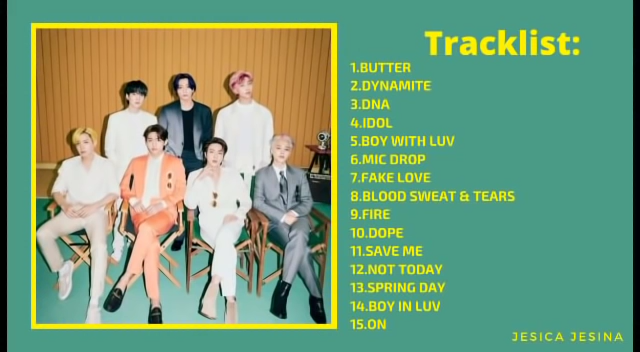 Tracklist:
1.BUTTER
2.DYNAMITE
3.DNA
4.IDOL
5.BOY WITH LUV
6.MIC DROP
7.FAKE LOVE
8.BLOOD SWEAT & TEARS
9.FIRE
10.DOPE
11.SAVE ME
12.NOT TODAY
13.SPRING DAY
14.BOY IN LUV
15.ON
JESICA JESINA